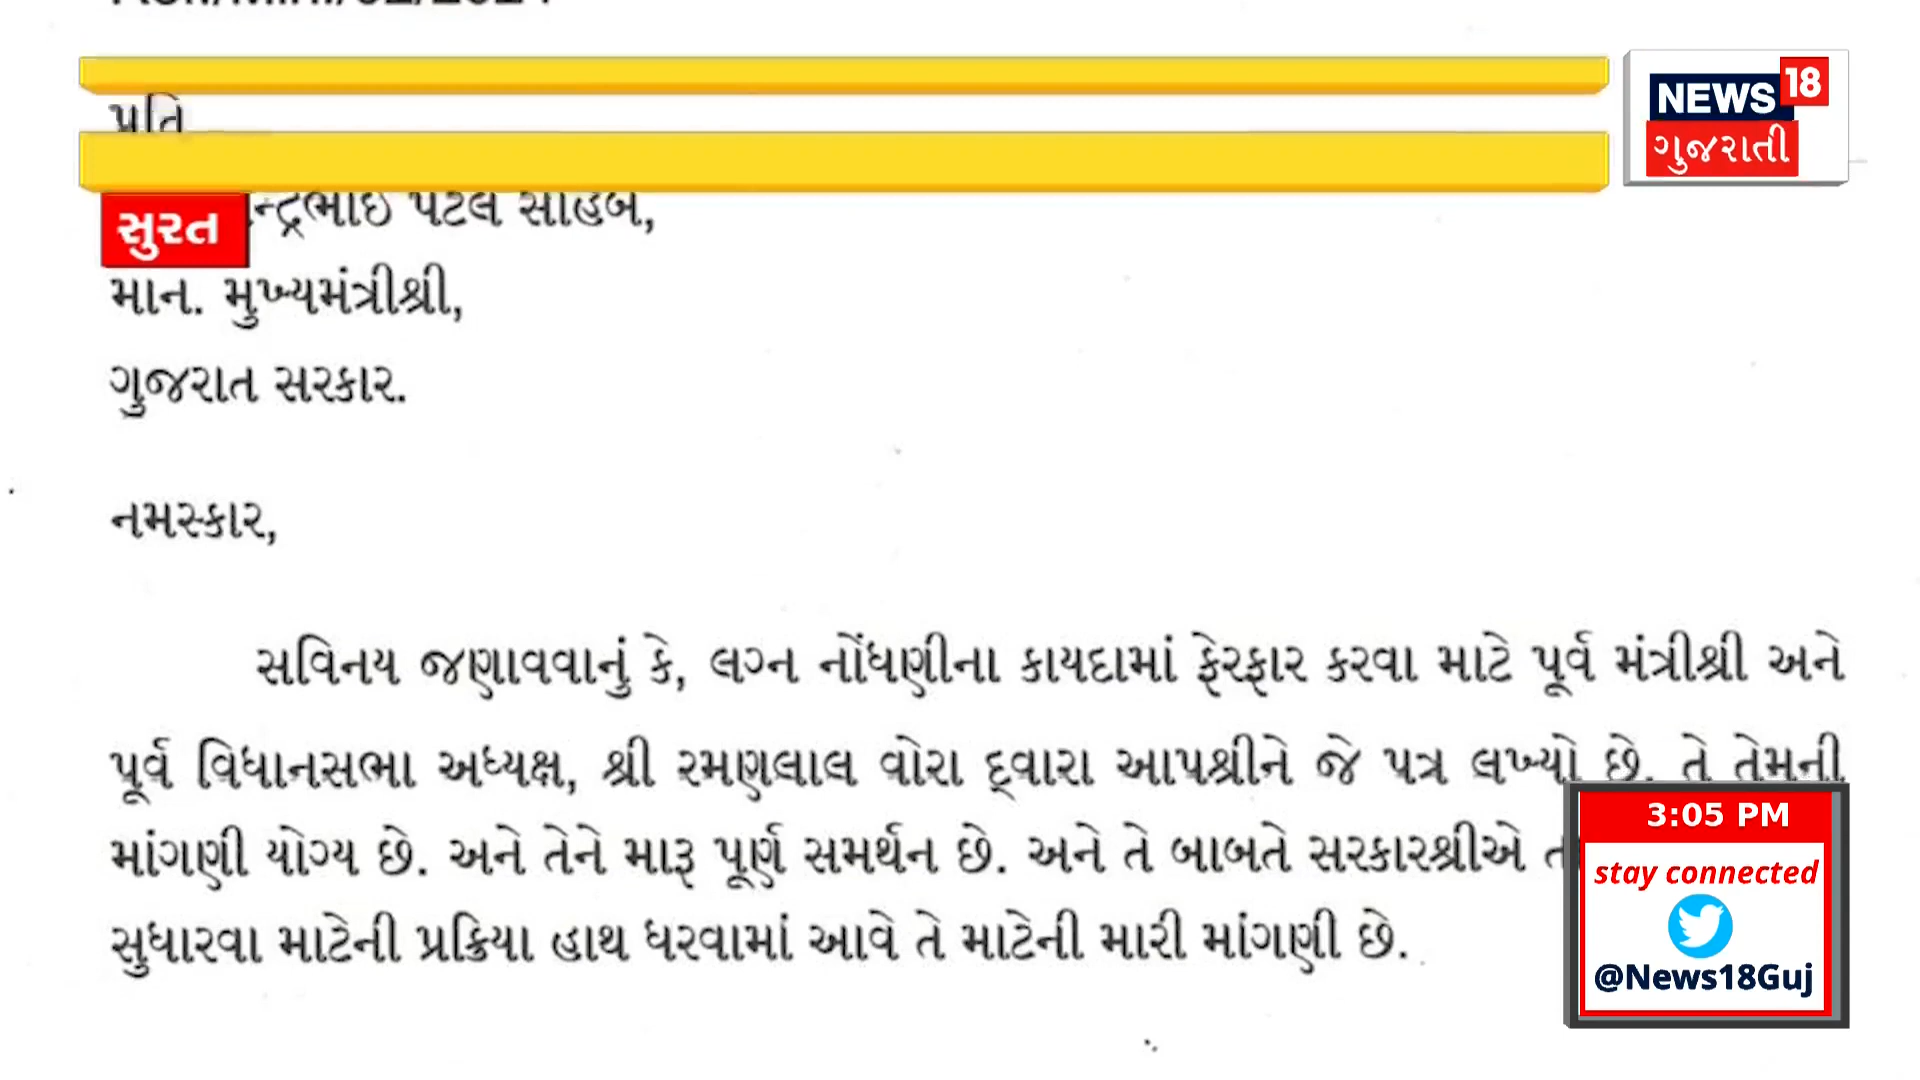 પ્રતિ
NEWS 18
ગુજરાતી
સુરત
પટેલ સાહેબ,
માન. મુખ્યમંત્રીશ્રી,
ગુજરાત સરકાર.
નમસ્કાર,
સવિનય જણાવવાનું કે, લગ્ન નોંધણીના કાયદામાં ફેરફાર કરવા માટે પૂર્વ મંત્રીશ્રી અને
પૂર્વ વિધાનસભા અધ્યક્ષ, શ્રી રમણલાલ વોરા દ્વારા આપશ્રીને જે પત્ર લખ્યો છે. તે તેમની
માંગણી યોગ્ય છે. અને તેને મારૂ પૂર્ણ સમર્થન છે. અને તે બાબતે સરકારશ્રીએ
સુધારવા માટેની પ્રક્રિયા હાથ ધરવામાં આવે તે માટેની મારી માંગણી છે.
3:05 PM
stay connected
@News18Guj